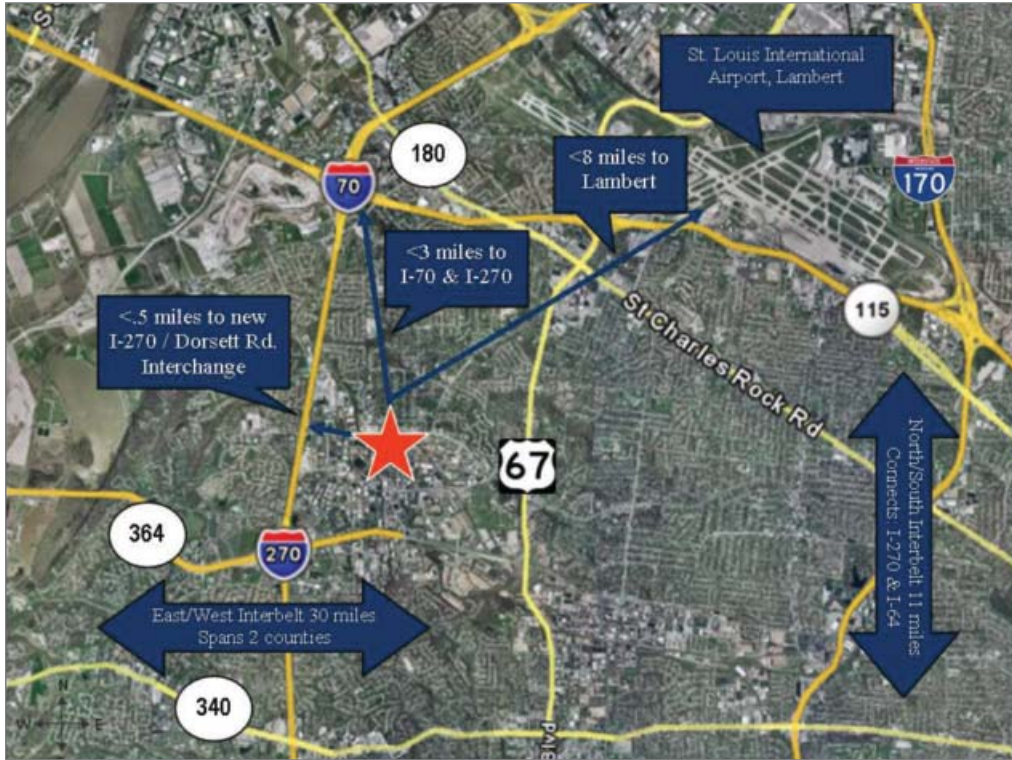 St. Louis International
Airport, Lambert
180
<8 miles to
Lambert
70
INTERSTATE
170
<3 miles to
I-70 & I-270
<.5 miles to new
I-270 / Dorsett Rd.
Interchange
St Charles Rock Rd
115
67
North/South Interbelt 11 miles
Connects: I-270 & I-64
364
270
East/West Interbelt 30 miles
Spans 2 counties
340
N
W
E
Blvd